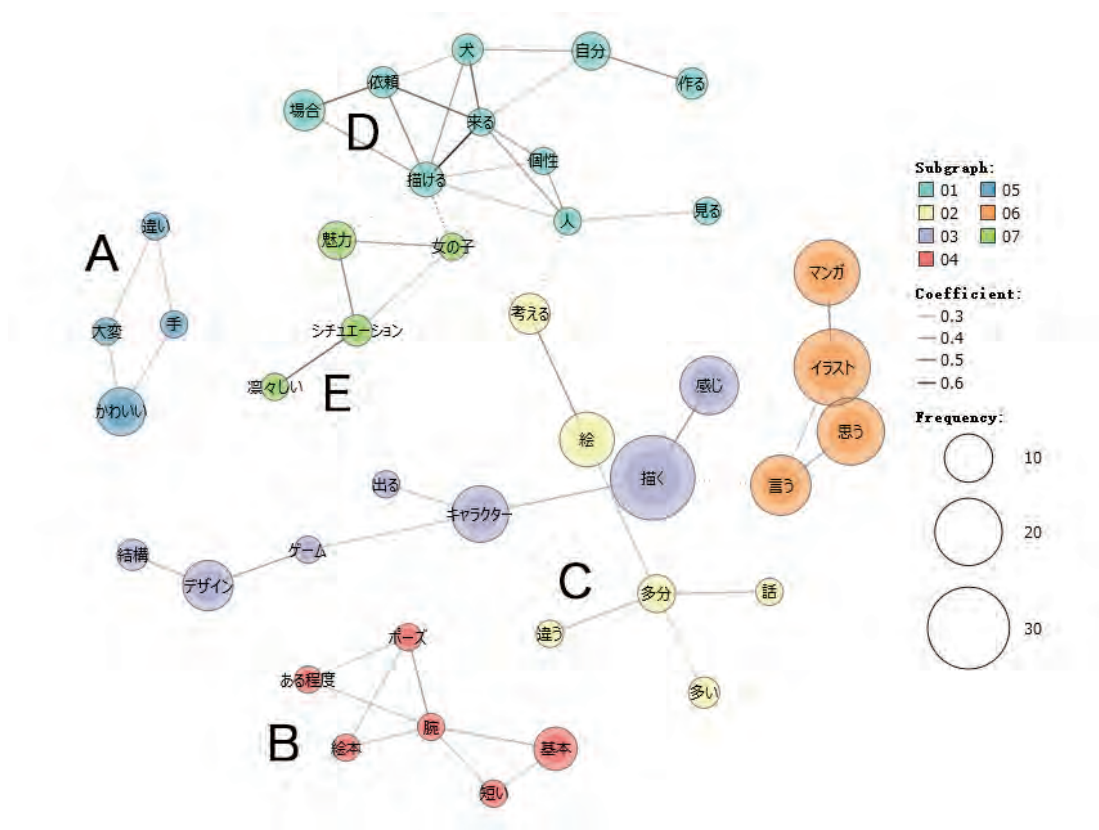 犬
自分
依頼
作る
場合
D
来る
個性
描ける
見る
人
違い
A
魅力
女の子
大変
手
シチュエーション
凛々しい
E
かわいい
考える
マンガ
イラスト
感じ
思う
絵
描く
言う
出る
キャラクター
結構
ゲーム
デザイン
C
多分
話
違う
多い
ポーズ
ある程度
B
腕
絵本
基本
短い
Subgraph:
01 05
02 06
03 07
04
Coefficient:
0.3
0.4
0.5
0.6
Frequency:
10
20
30